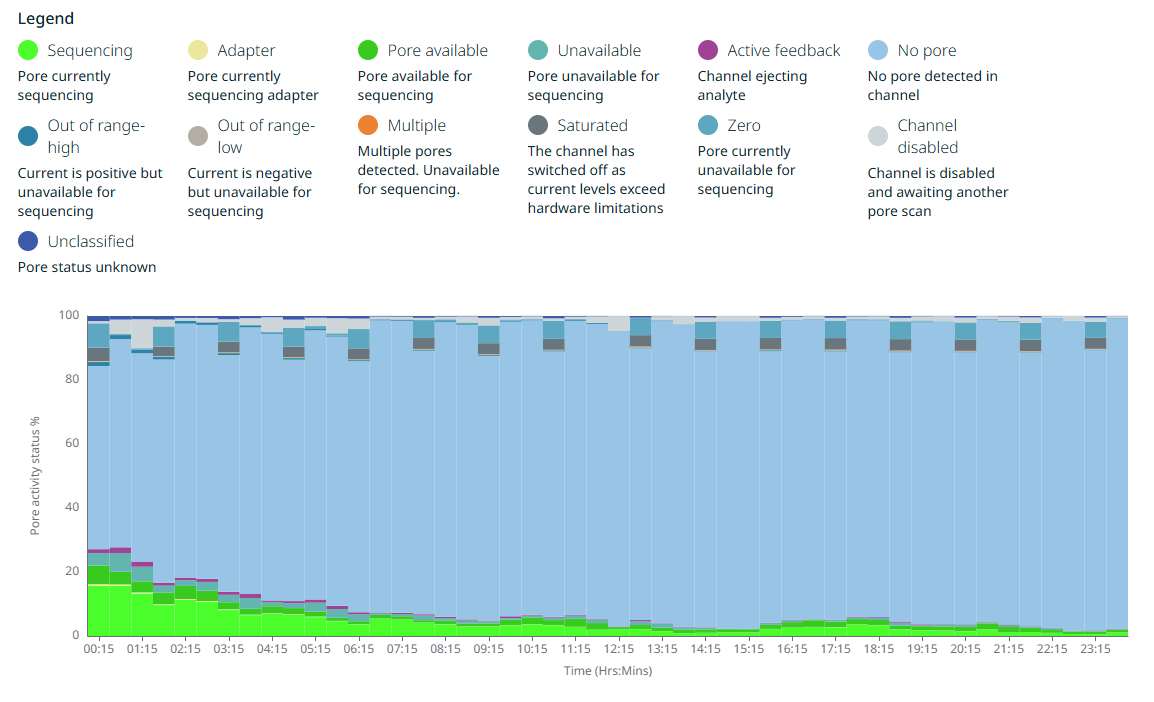 Legend
Sequencing
Pore currently
sequencing
Adapter
Pore currently
sequencing adapter
Pore available
Pore available for
sequencing
Unavailable
Pore unavailable for
sequencing
Active feedback
Channel ejecting
analyte
No pore
No pore detected in
channel
Out of range-
high
Current is positive but
unavailable for
sequencing
Out of range-
low
Current is negative
but unavailable for
sequencing
Multiple
Multiple pores
detected. Unavailable
for sequencing.
Saturated
The channel has
switched off as
current levels exceed
hardware limitations
Zero
Pore currently
unavailable for
sequencing
Channel
disabled
Channel is disabled
and awaiting another
pore scan
Unclassified
Pore status unknown
Pore activity status %
100
80
60
40
20
0
00:15 01:15 02:15 03:15 04:15 05:15 06:15 07:15 08:15 09:15 10:15 11:15 12:15 13:15 14:15 15:15 16:15 17:15 18:15 19:15 20:15 21:15 22:15 23:15
Time (Hrs:Mins)